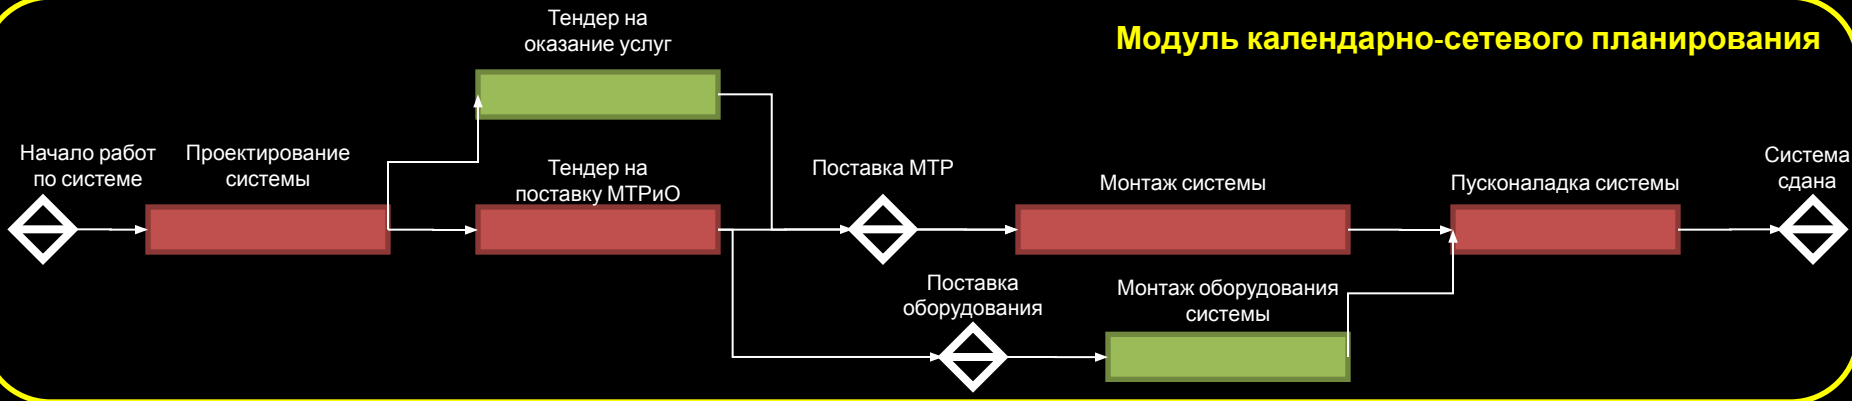 Тендер на
оказание услуг
Модуль календарно-сетевого планирования
Начало работ
по системе
Проектирование
системы
Тендер на
поставку МТРиО
Поставка МТР
Монтаж системы
Пусконаладка системы
Система
сдана
Поставка
оборудования
Монтаж оборудования
системы